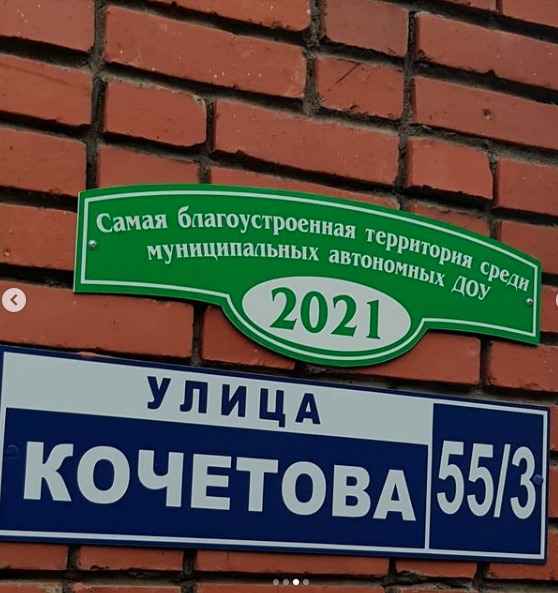 Самая благоустроенная территория среди
муниципальных автономных ДОУ
2021
УЛИЦА
КОЧЕТОВА
55/3